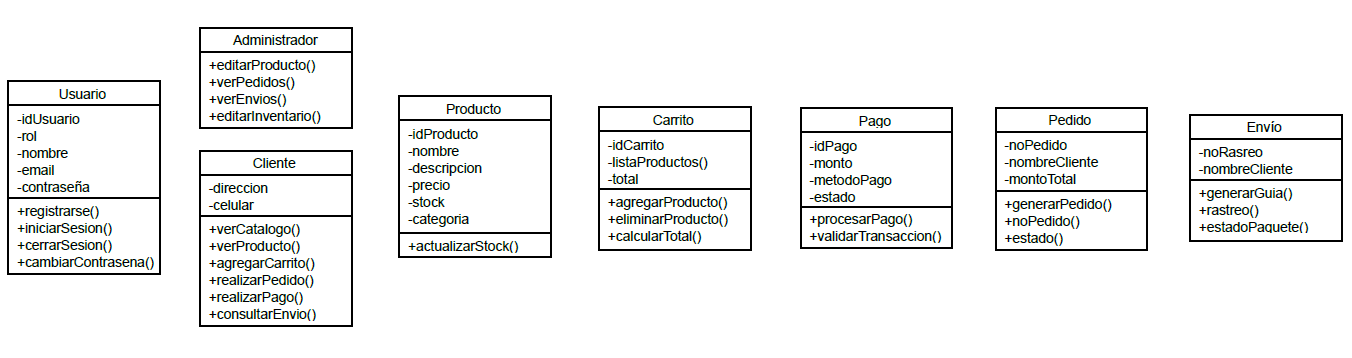 Usuario
-idUsuario
-rol
-nombre
-email
-contraseña
+registrarse()
+iniciarSesion()
+cerrarSesion()
+cambiarContrasena()
Administrador
+editarProducto()
+verPedidos()
+verEnvios()
+editarInventario()
Cliente
-direccion
-celular
+verCatalogo()
+verProducto()
+agregarCarrito()
+realizarPedido()
+realizarPago()
+consultarEnvio()
Producto
-idProducto
-nombre
-descripcion
-precio
-stock
-categoria
+actualizarStock()
Carrito
-idCarrito
-listaProductos()
-total
+agregarProducto()
+eliminarProducto()
+calcularTotal()
Pago
-idPago
-monto
-metodoPago
-estado
+procesarPago()
+validarTransaccion()
Pedido
-noPedido
-nombreCliente
-montoTotal
+generarPedido()
+noPedido()
+estado()
Envío
-noRasreo
-nombreCliente
+generarGuia()
+rastreo()
+estadoPaquete()